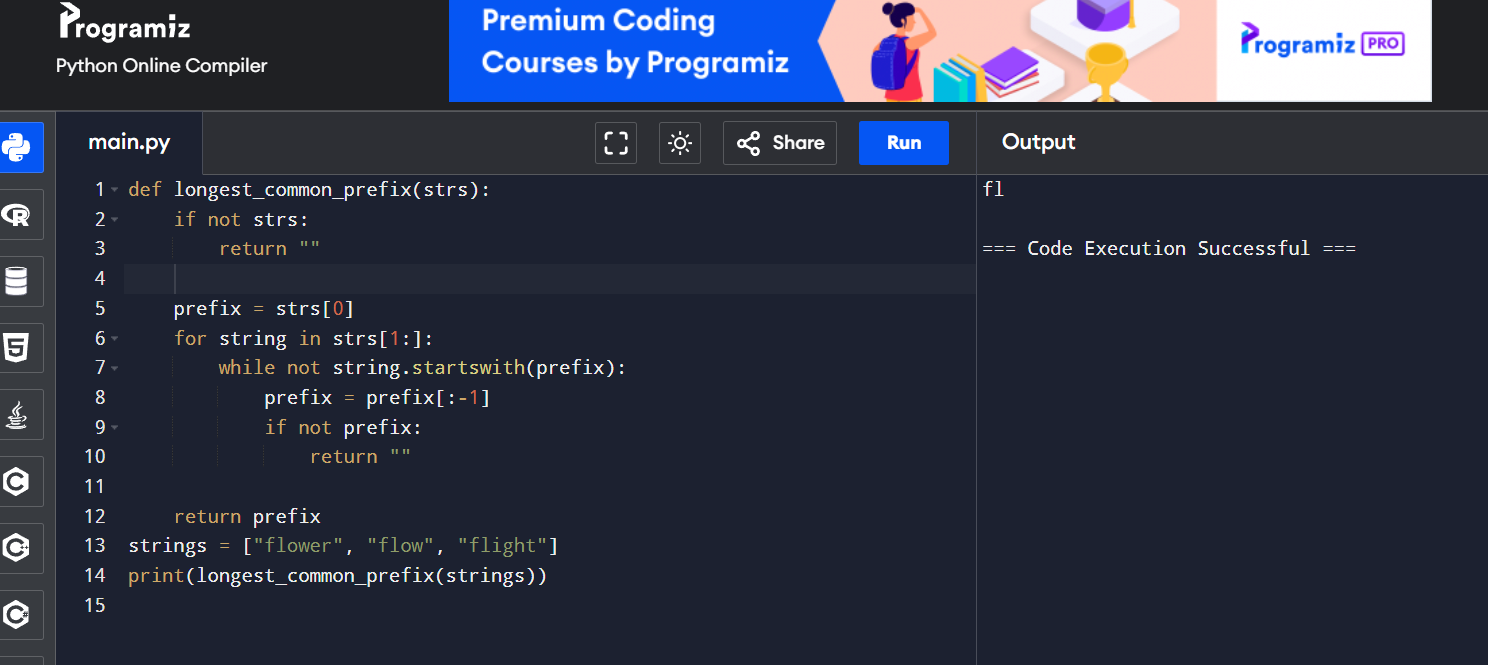 Programiz
Python Online Compiler
Premium Coding
Courses by Programiz
Programiz PRO
main.py
Share
Run
Output
1 def longest_common_prefix(strs):
2     if not strs:
3         return ""
4
5     prefix = strs[0]
6     for string in strs[1:]:
7         while not string.startswith(prefix):
8             prefix = prefix[:-1]
9             if not prefix:
10                 return ""
11
12     return prefix
13 strings = ["flower", "flow", "flight"]
14 print(longest_common_prefix(strings))
15
fl
=== Code Execution Successful ===